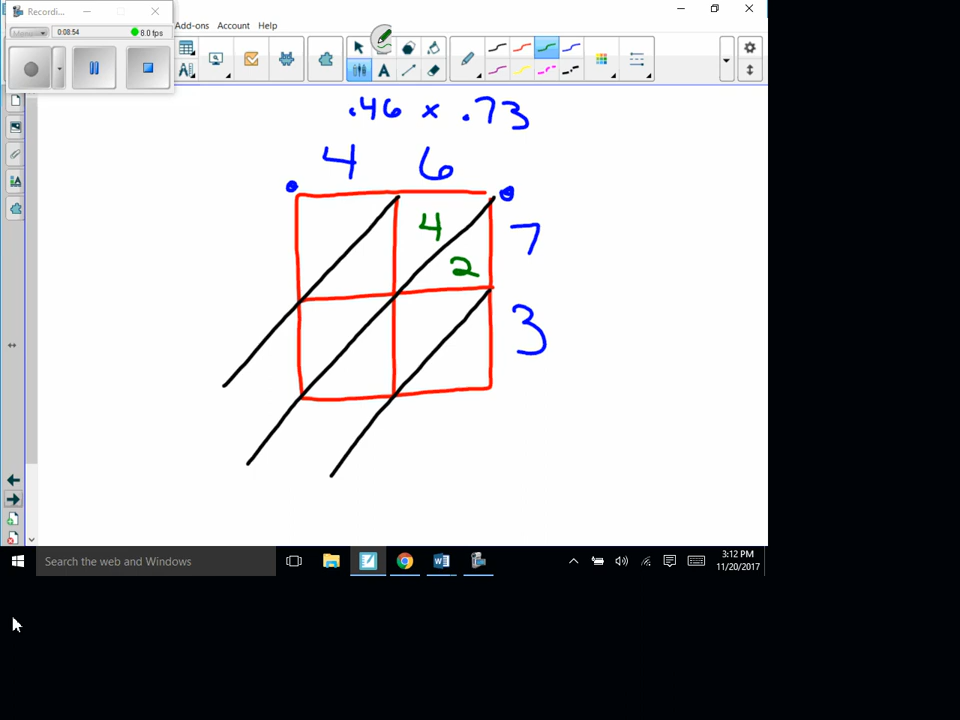 Recordi...
Menu
0:08:54
8.0 fps
Add-ons Account Help
.46 x .73
4 6
4
7
2
3
Search the web and Windows
3:12 PM
11/20/2017